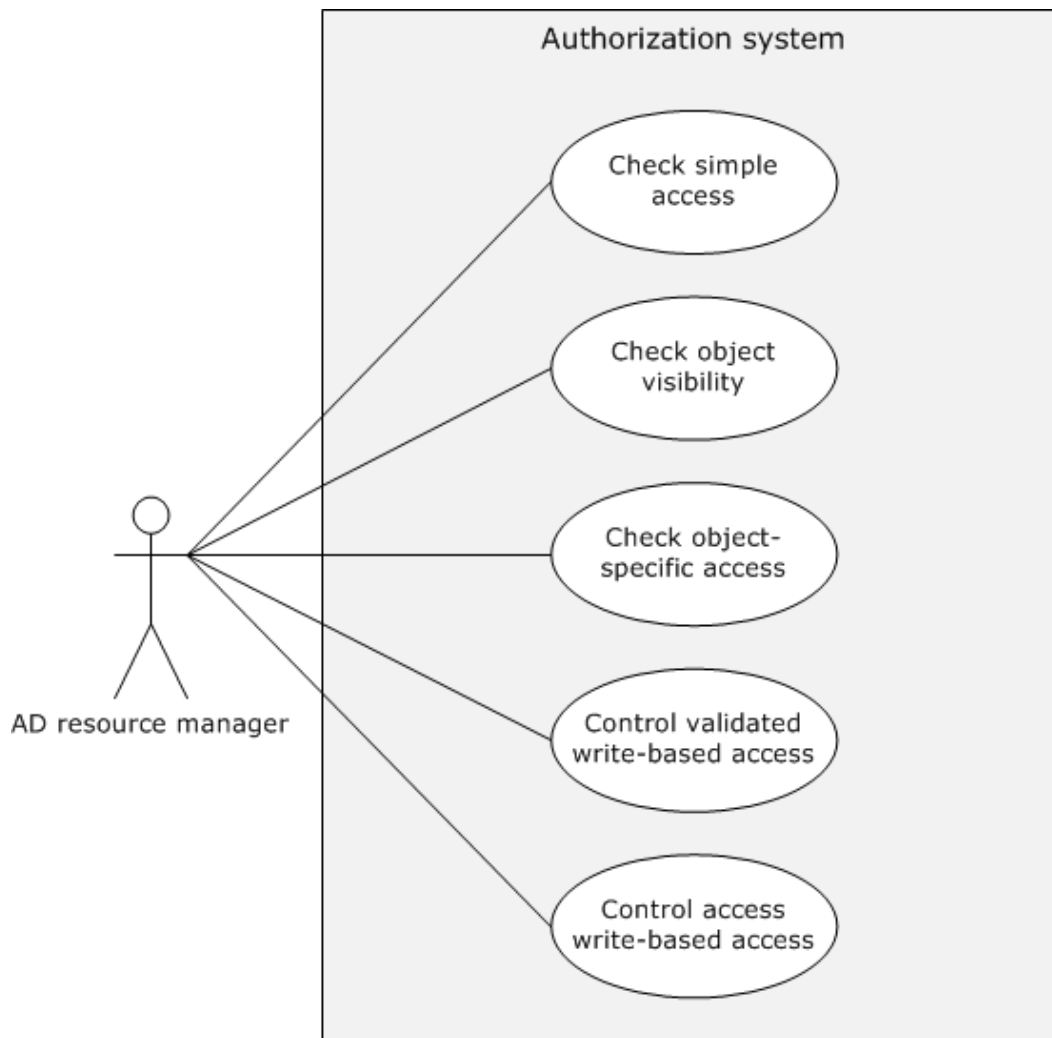 Authorization system
Check simple
access
Check object
visibility
Check object-
specific access
AD resource manager
Control validated
write-based access
Control access
write-based access